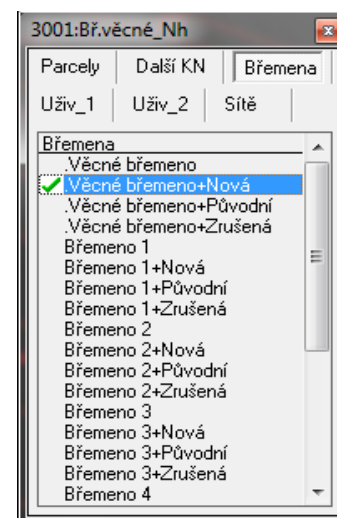 3001:Bř.věcné_Nh
Parcely Další KN Břemena
Uživ_1 Uživ_2 Sítě
Břemena
.Věcné břemeno
.Věcné břemeno+Nová
.Věcné břemeno+Původní
.Věcné břemeno+Zrušená
Břemeno 1
Břemeno 1+Nová
Břemeno 1+Původní
Břemeno 1+Zrušená
Břemeno 2
Břemeno 2+Nová
Břemeno 2+Původní
Břemeno 2+Zrušená
Břemeno 3
Břemeno 3+Nová
Břemeno 3+Původní
Břemeno 3+Zrušená
Břemeno 4